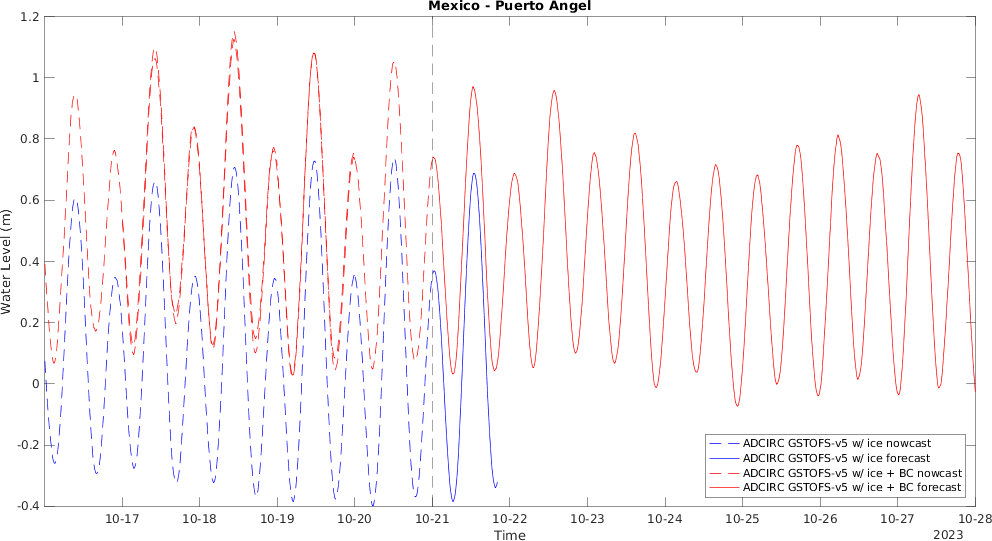 Mexico - Puerto Angel
1.2
1
0.8
0.6
0.4
0.2
0
-0.2
-0.4
Water Level (m)
ADCIRC GSTOFS-v5 w/ ice nowcast
ADCIRC GSTOFS-v5 w/ ice forecast
ADCIRC GSTOFS-v5 w/ ice + BC nowcast
ADCIRC GSTOFS-v5 w/ ice + BC forecast
10-17 10-18 10-19 10-20 10-21 10-22 10-23 10-24 10-25 10-26 10-27 10-28
Time
2023